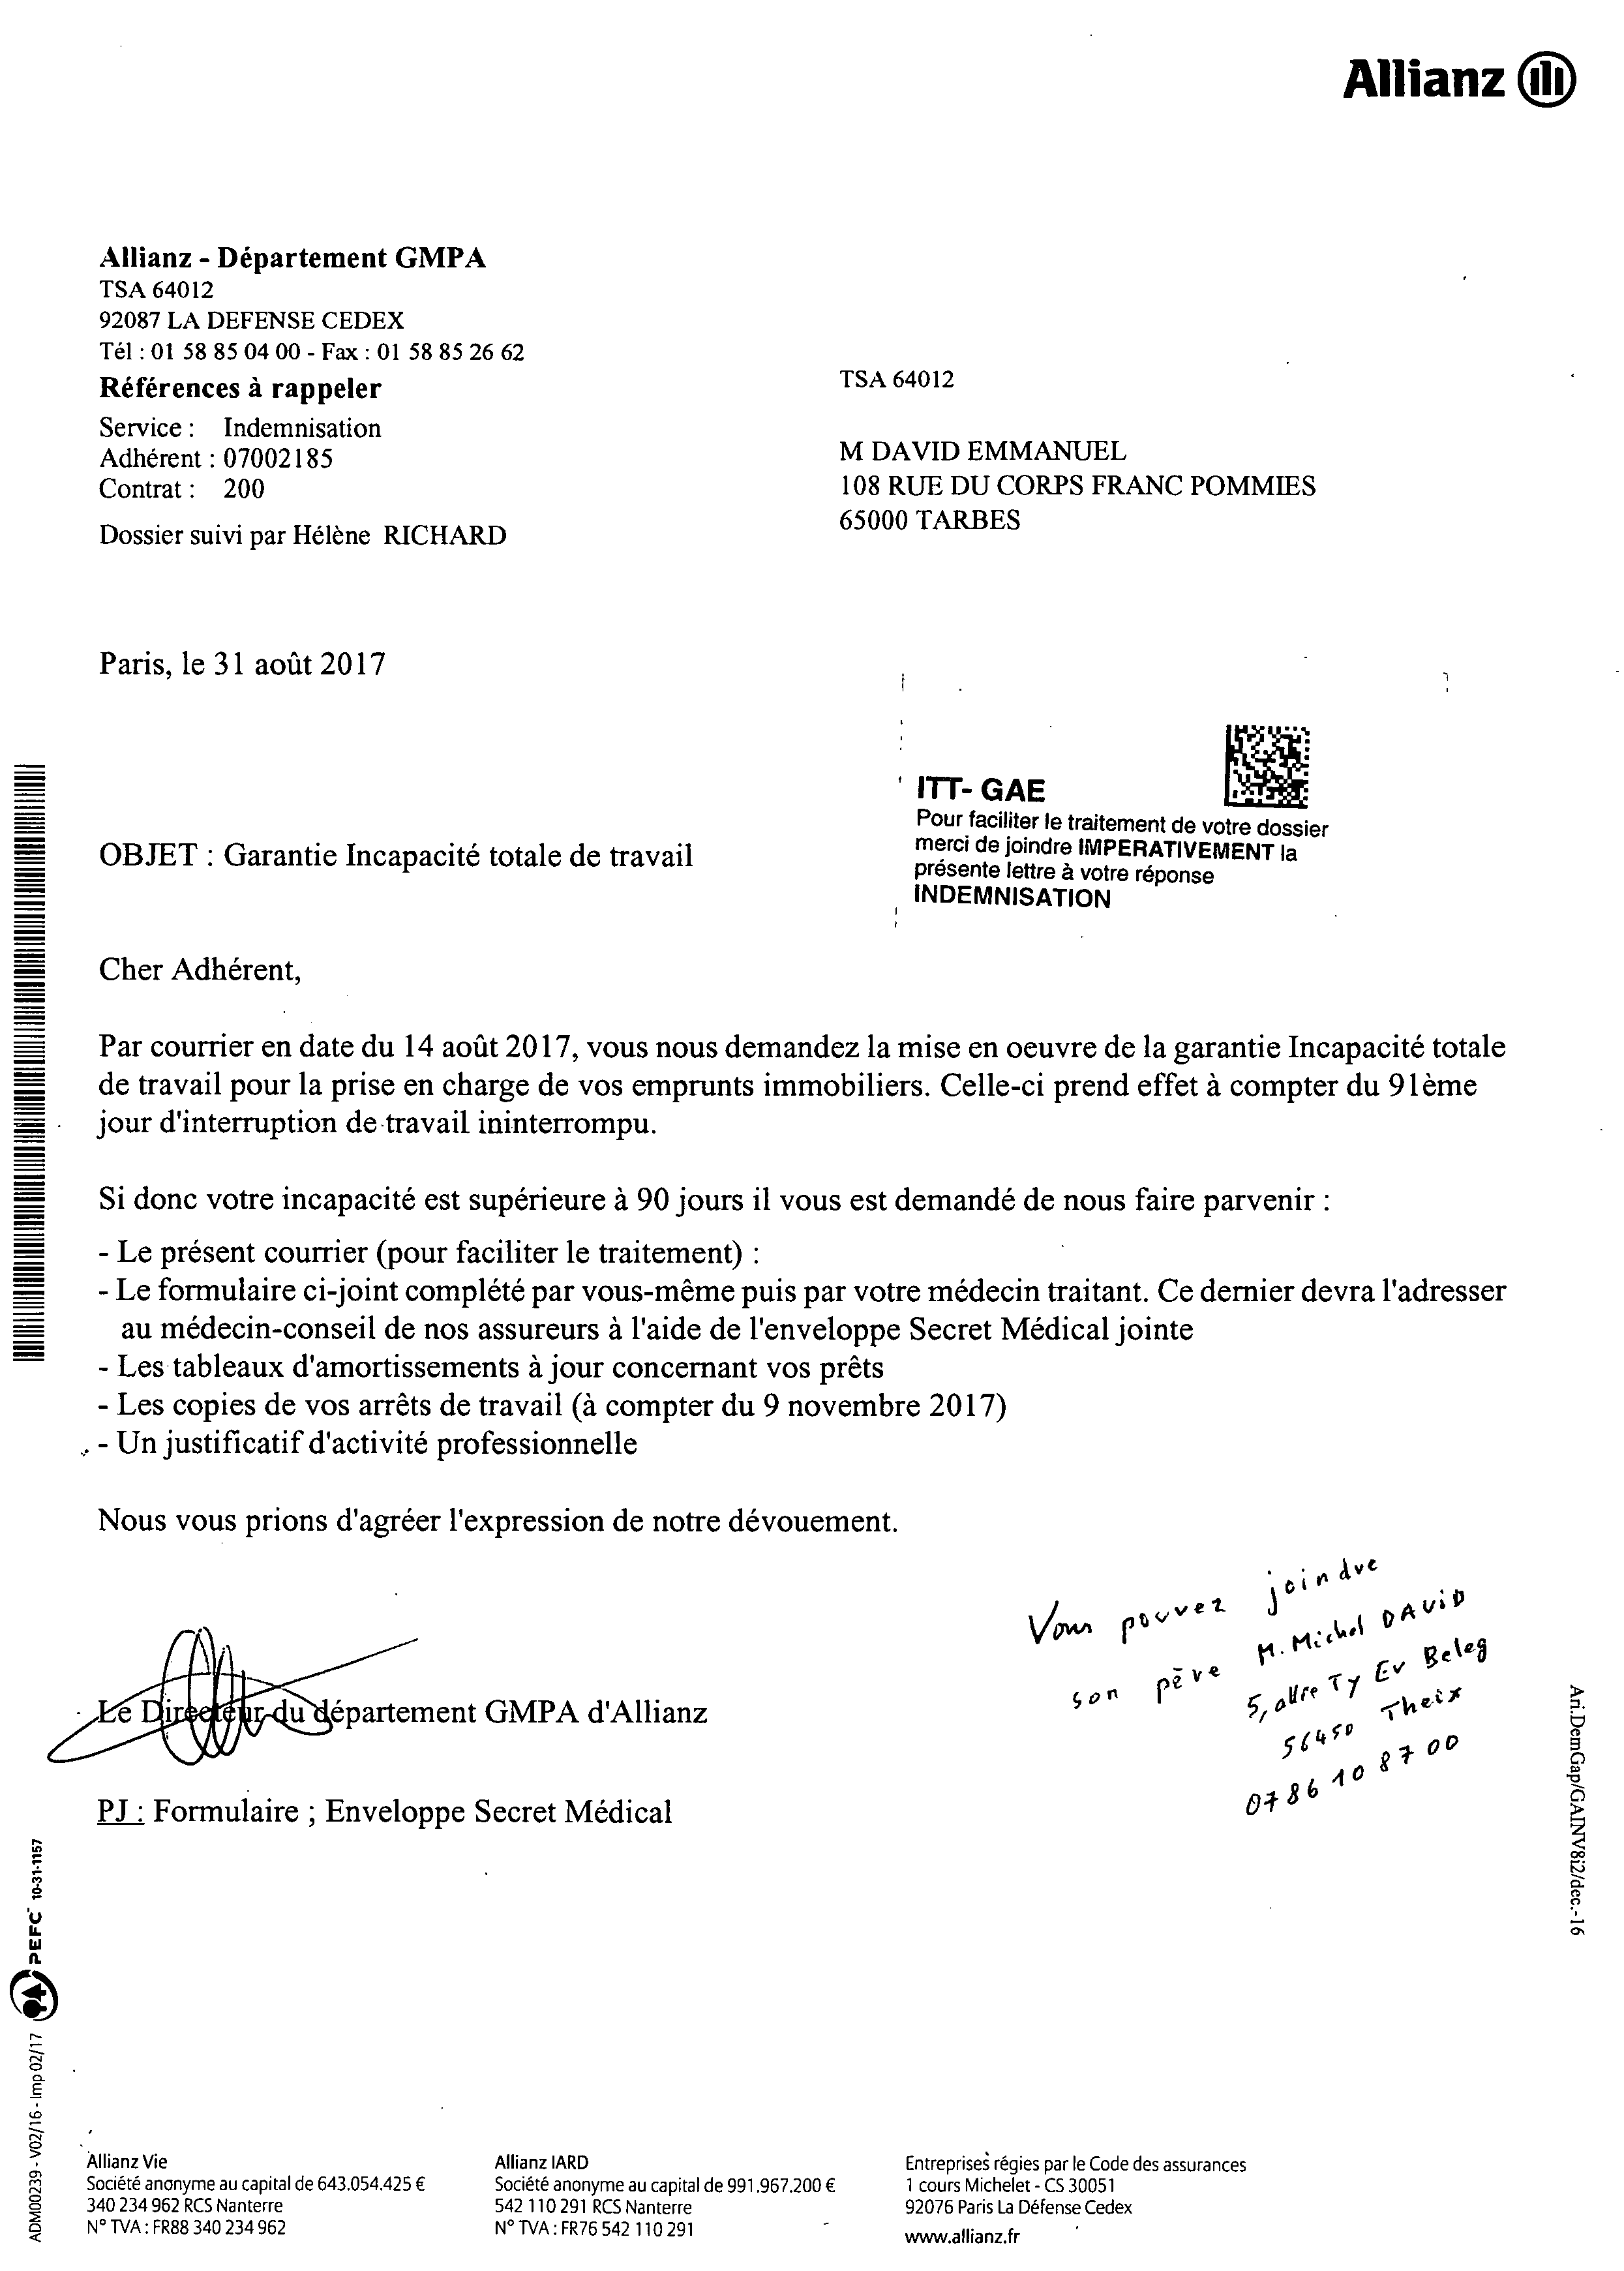 Allianz
Allianz - Département GMPA
TSA 64012
92087 LA DEFENSE CEDEX
Tél : 01 58 85 04 00 - Fax : 01 58 85 26 62
Références à rappeler
Service : Indemnisation
Adhérent : 07002185
Contrat : 200
Dossier suivi par Hélène RICHARD
TSA 64012
M DAVID EMMANUEL
108 RUE DU CORPS FRANC POMMIES
65000 TARBES
Paris, le 31 août 2017
ITT- GAE
Pour faciliter le traitement de votre dossier
merci de joindre IMPERATIVEMENT la
présente lettre à votre réponse
INDEMNISATION
OBJET : Garantie Incapacité totale de travail
Cher Adhérent,
Par courrier en date du 14 août 2017, vous nous demandez la mise en oeuvre de la garantie Incapacité totale
de travail pour la prise en charge de vos emprunts immobiliers. Celle-ci prend effet à compter du 91ème
jour d'interruption de travail ininterrompu.
Si donc votre incapacité est supérieure à 90 jours il vous est demandé de nous faire parvenir :
- Le présent courrier (pour faciliter le traitement) :
- Le formulaire ci-joint complété par vous-même puis par votre médecin traitant. Ce dernier devra l'adresser
au médecin-conseil de nos assureurs à l'aide de l'enveloppe Secret Médical jointe
- Les tableaux d'amortissements à jour concernant vos prêts
- Les copies de vos arrêts de travail (à compter du 9 novembre 2017)
- Un justificatif d'activité professionnelle
Nous vous prions d'agréer l'expression de notre dévouement.
Vous pouvez joindre
son père M. Michel DAVID
5, allée Ty Er Beleg
56450 Theix
07 86 10 87 00
Le Directeur du département GMPA d'Allianz
PJ : Formulaire ; Enveloppe Secret Médical
Ari.DemGap/GAINV8i2/dec.-16
ADM00239 - V02/16 - Imp 02/17
PEFC 10-31-1157
Allianz Vie
Société anonyme au capital de 643.054.425 €
340 234 962 RCS Nanterre
N° TVA : FR88 340 234 962
Allianz IARD
Société anonyme au capital de 991.967.200 €
542 110 291 RCS Nanterre
N° TVA : FR76 542 110 291
Entreprises régies par le Code des assurances
1 cours Michelet - CS 30051
92076 Paris La Défense Cedex
www.allianz.fr